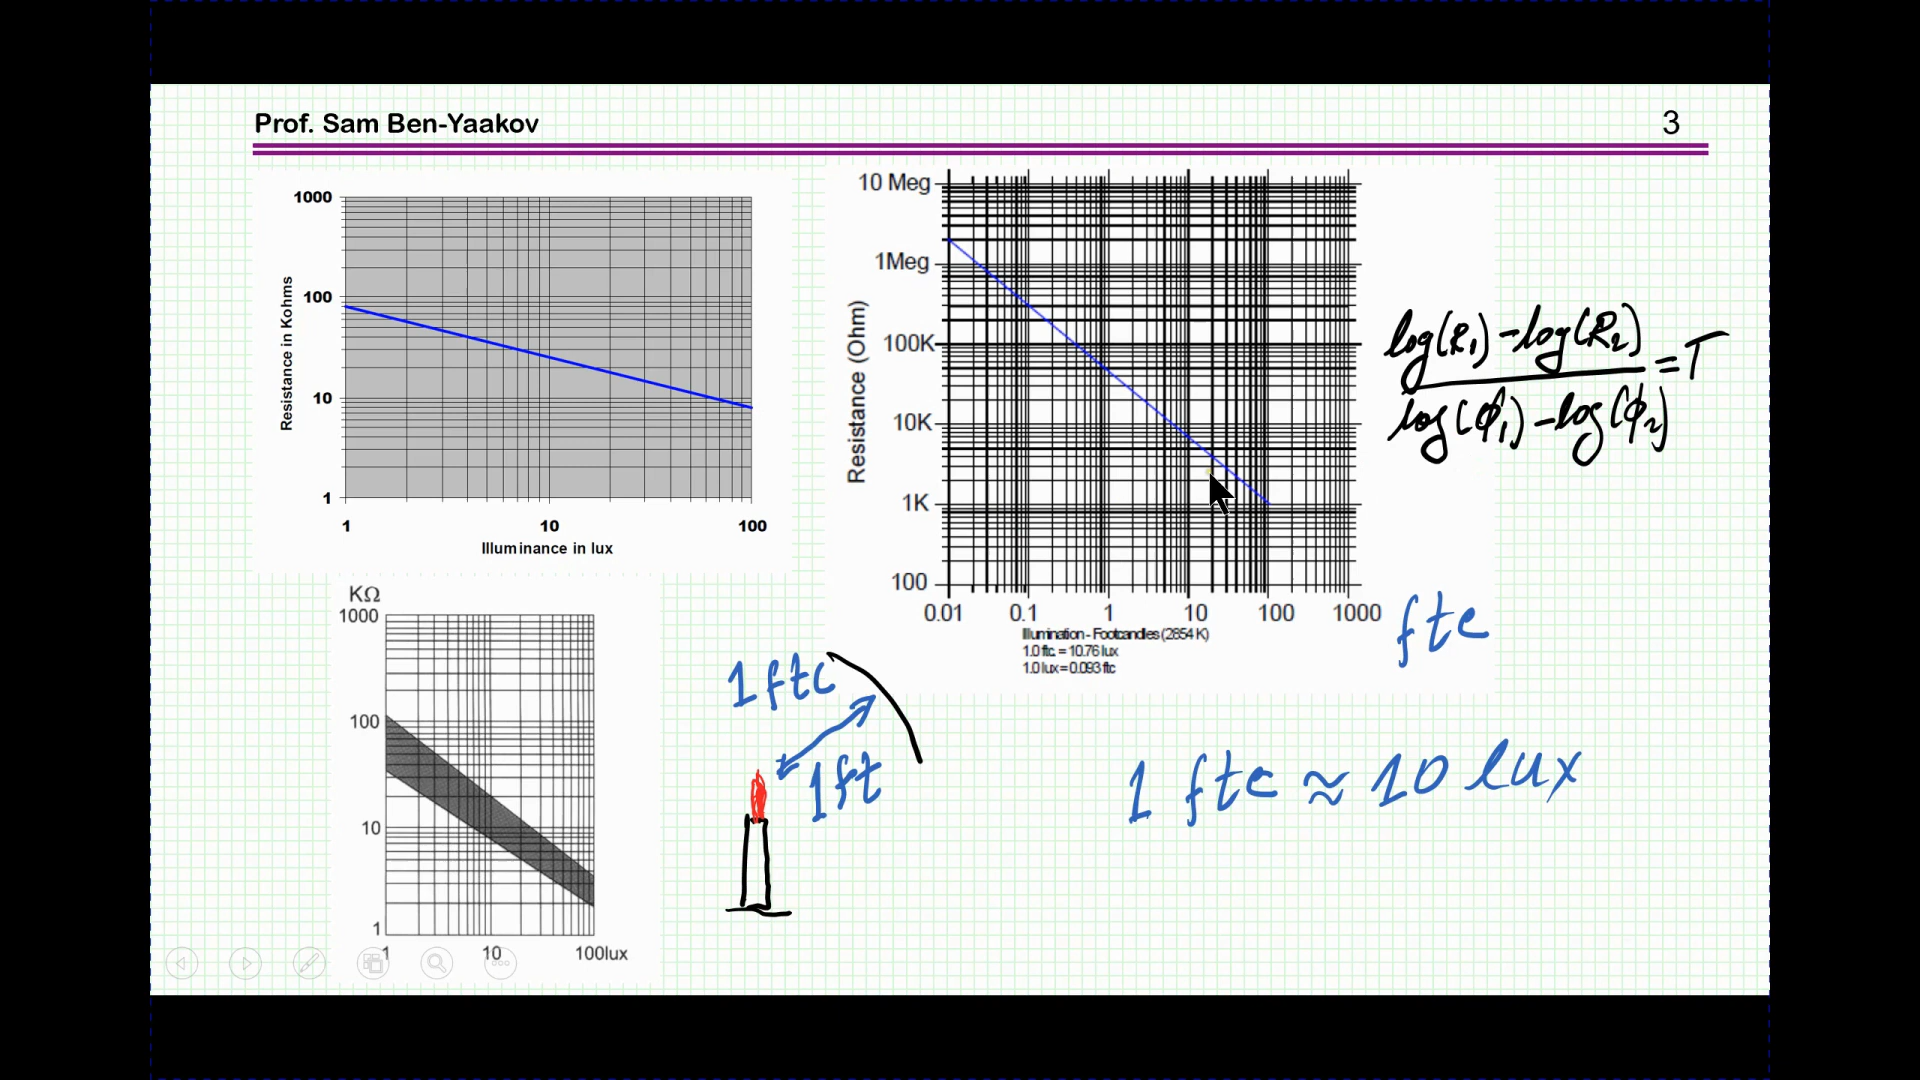 Prof. Sam Ben-Yaakov
3
1000
100
10
1
Resistance in Kohms
1
10
100
Illuminance in lux
10 Meg
1Meg
100K
10K
1K
100
Resistance (Ohm)
0.01
0.1
1
10
100
1000
Illumination - Footcandles (2854 K)
1.0 ftc. = 10.76 lux
1.0 lux = 0.093 ftc
log(R1) - log(R2)
= T
log(ϕ1) - log(ϕ2)
ftc
KΩ
1000
100
10
1
1
10
100lux
1 ftc
1ft
1 ftc ≈ 10 lux